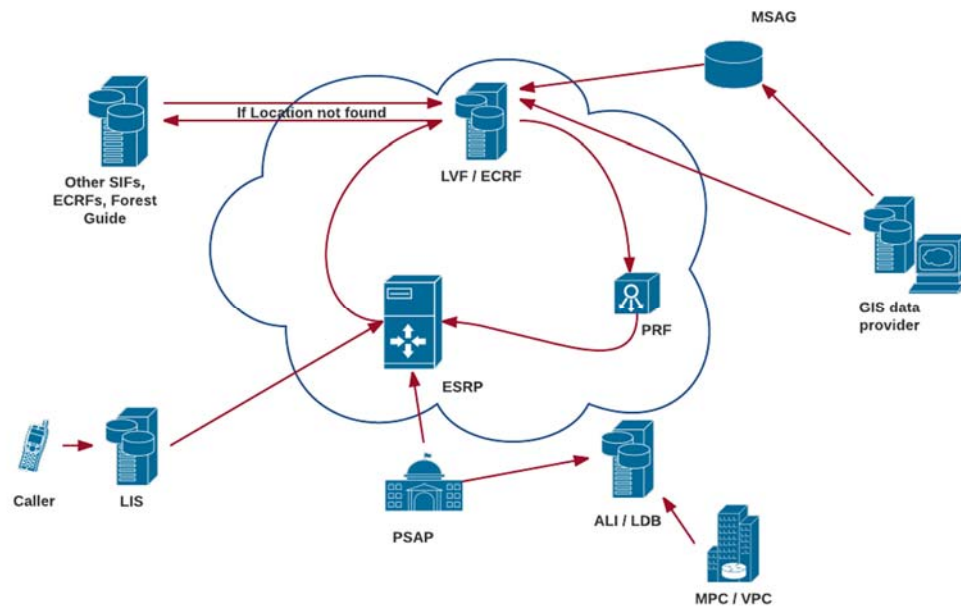 MSAG
If Location not found
LVF / ECRF
Other SIFs,
ECRFs, Forest
Guide
GIS data
provider
PRF
ESRP
Caller
LIS
PSAP
ALI / LDB
MPC / VPC